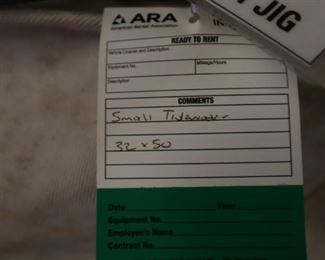 ARA
American Rental Association
JIG
READY TO RENT
Vehicle License and Description
Equipment No.
Mileage/Hours
Description
COMMENTS
Small
32 x 50
Date
Time
Equipment No.
Employee's Name
Contract No.